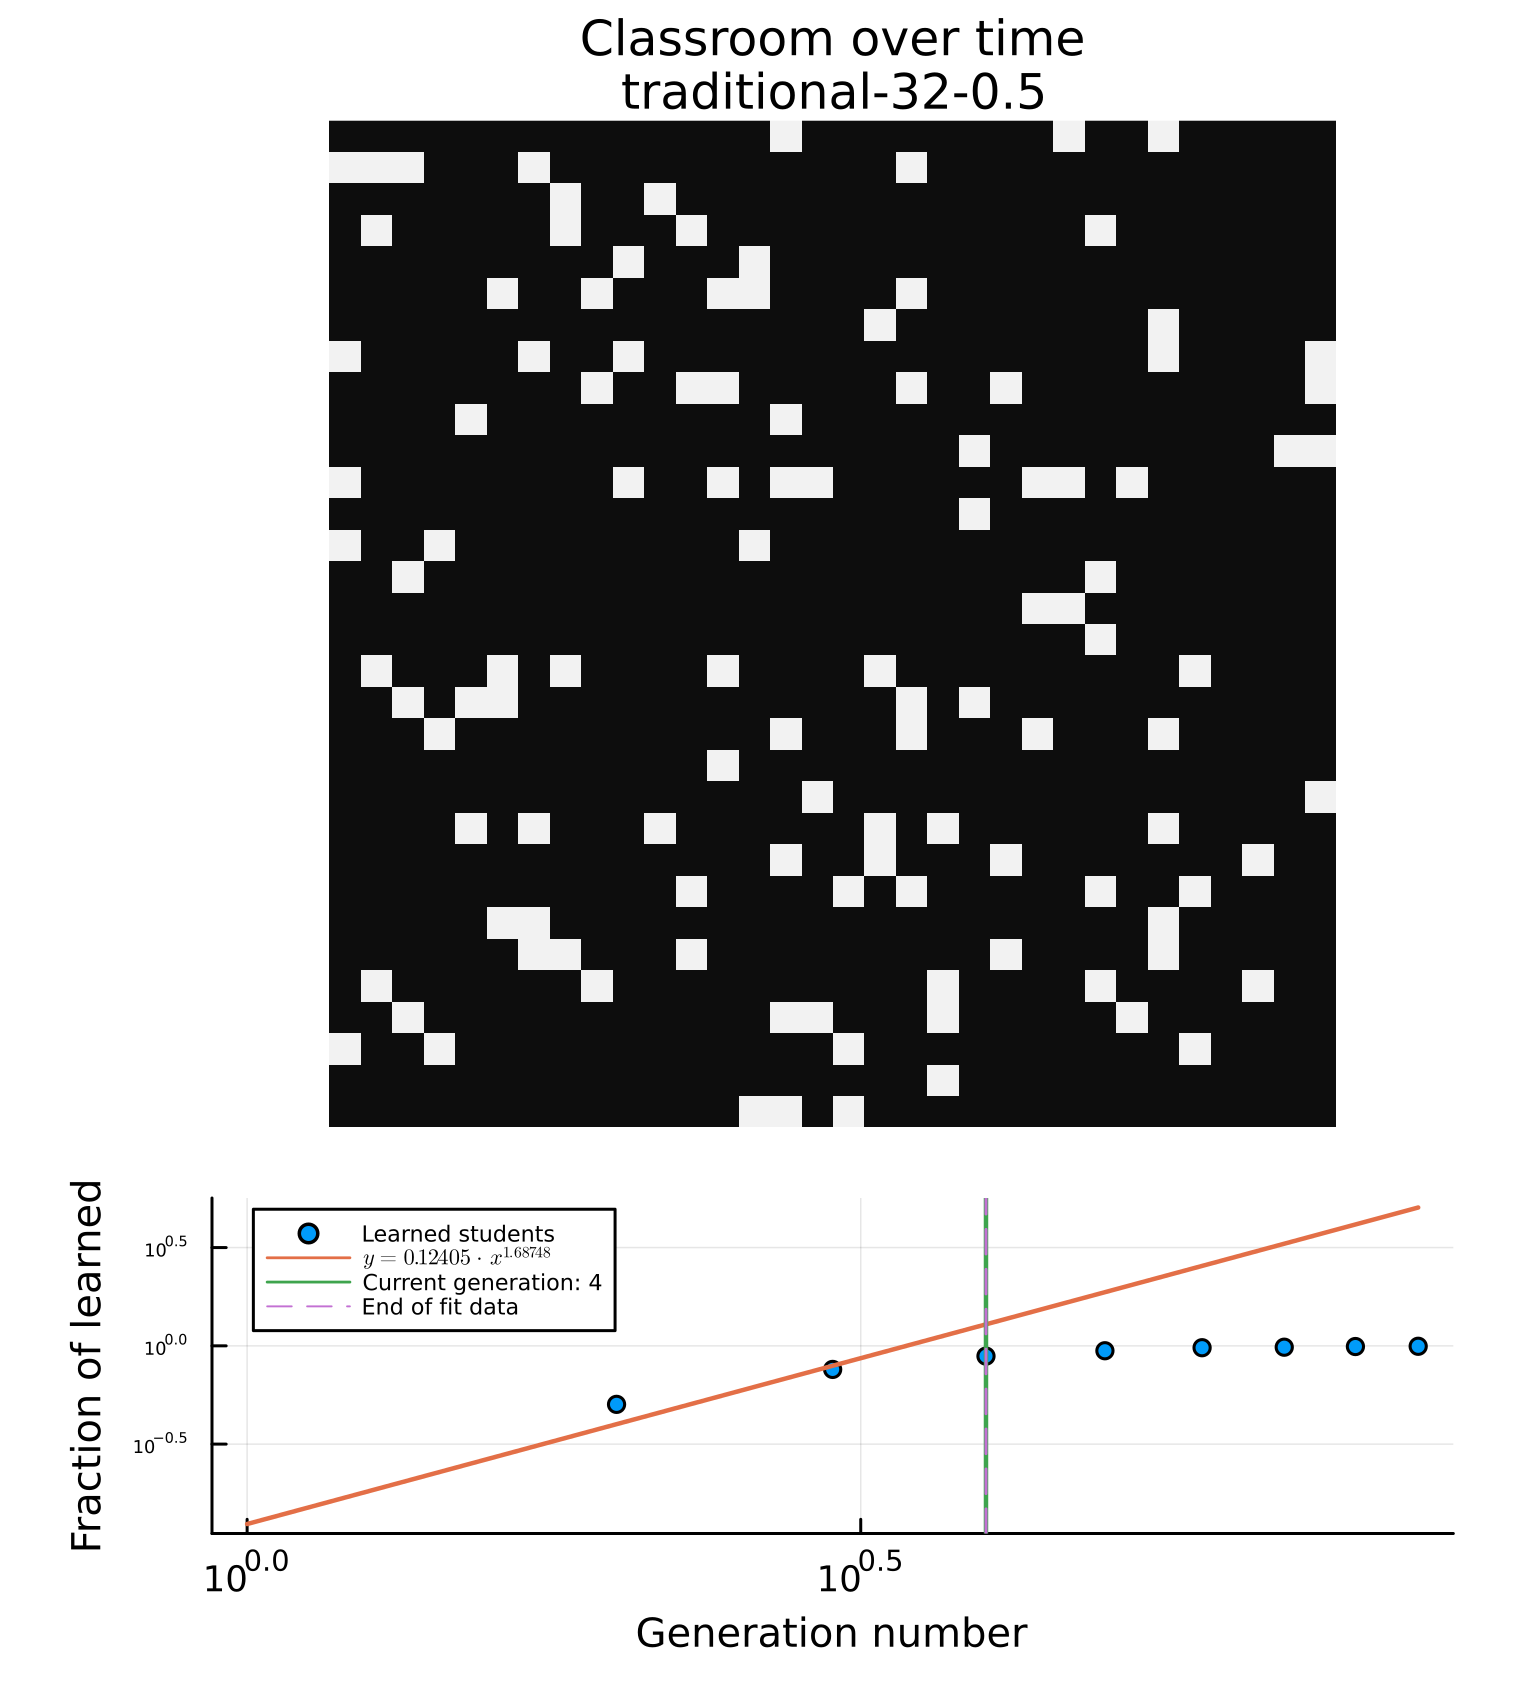 Classroom over time
traditional-32-0.5
Fraction of learned
10^0.5
10^0.0
10^−0.5
Learned students
y = 0.12405 · x^1.68748
Current generation: 4
End of fit data
10^0.0
10^0.5
Generation number